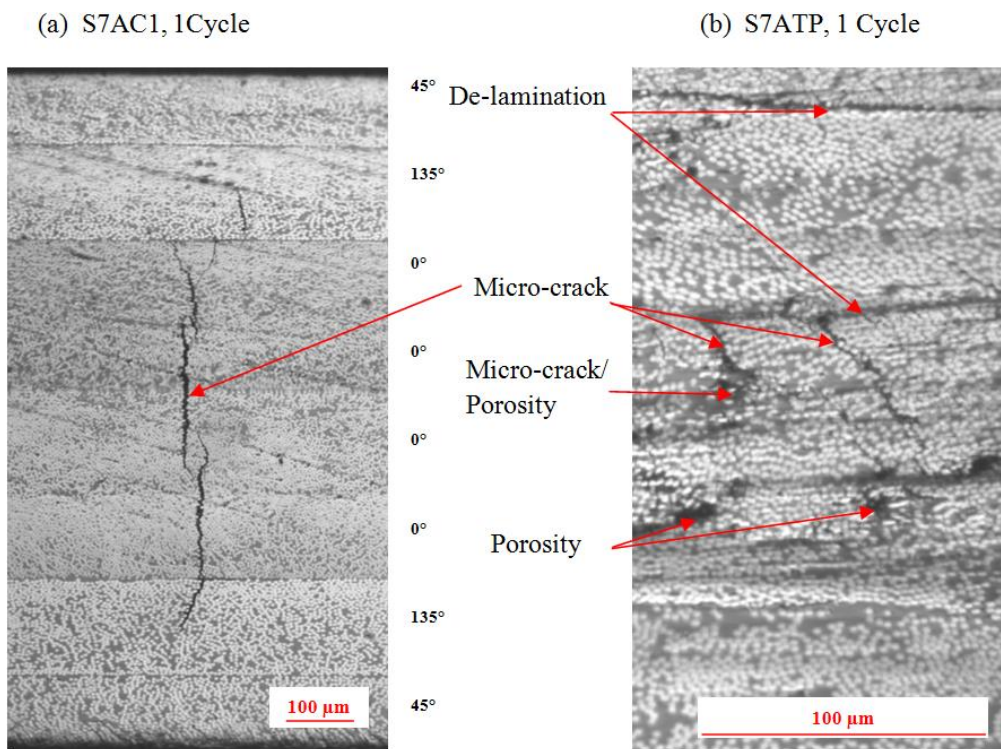 (a) S7AC1, 1Cycle
(b) S7ATP, 1 Cycle
45°
De-lamination
135°
0°
Micro-crack
0°
Micro-crack/
Porosity
0°
0°
Porosity
135°
45°
100 µm
100 µm